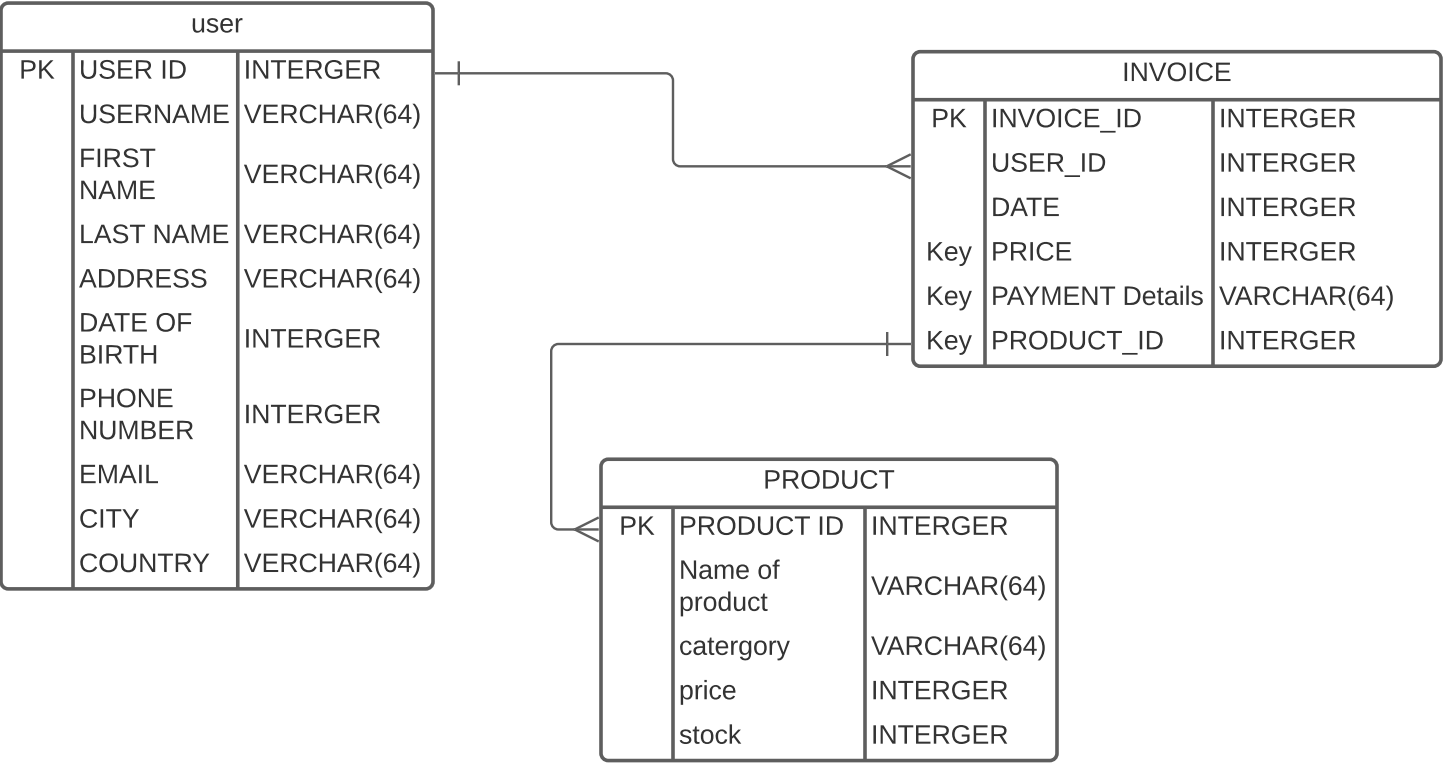 user
PK USER ID INTERGER
USERNAME VERCHAR(64)
FIRST
NAME VERCHAR(64)
LAST NAME VERCHAR(64)
ADDRESS VERCHAR(64)
DATE OF
BIRTH INTERGER
PHONE
NUMBER INTERGER
EMAIL VERCHAR(64)
CITY VERCHAR(64)
COUNTRY VERCHAR(64)
INVOICE
PK INVOICE_ID INTERGER
USER_ID INTERGER
DATE INTERGER
Key PRICE INTERGER
Key PAYMENT Details VARCHAR(64)
Key PRODUCT_ID INTERGER
PRODUCT
PK PRODUCT ID INTERGER
Name of
product VARCHAR(64)
catergory VARCHAR(64)
price INTERGER
stock INTERGER